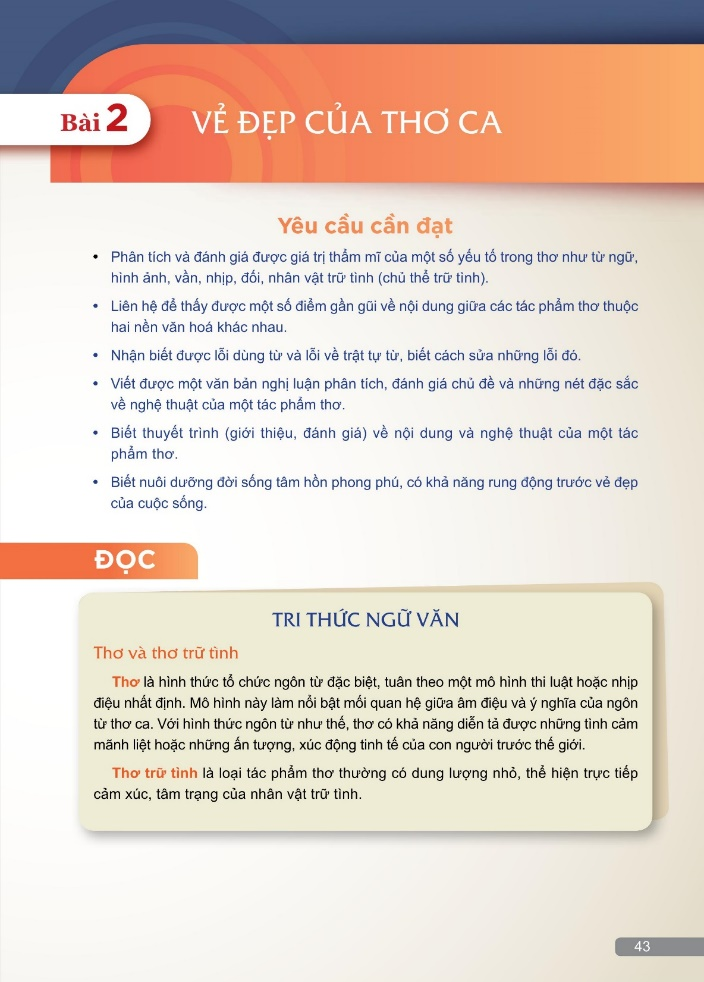 Bài 2
VẺ ĐẸP CỦA THƠ CA
Yêu cầu cần đạt
• Phân tích và đánh giá được giá trị thẩm mĩ của một số yếu tố trong thơ như từ ngữ,
hình ảnh, vần, nhịp, đối, nhân vật trữ tình (chủ thể trữ tình).
• Liên hệ để thấy được một số điểm gần gũi về nội dung giữa các tác phẩm thơ thuộc
hai nền văn hoá khác nhau.
• Nhận biết được lỗi dùng từ và lỗi về trật tự từ, biết cách sửa những lỗi đó.
• Viết được một văn bản nghị luận phân tích, đánh giá chủ đề và những nét đặc sắc
về nghệ thuật của một tác phẩm thơ.
• Biết thuyết trình (giới thiệu, đánh giá) về nội dung và nghệ thuật của một tác
phẩm thơ.
• Biết nuôi dưỡng đời sống tâm hồn phong phú, có khả năng rung động trước vẻ đẹp
của cuộc sống.
ĐỌC
TRI THỨC NGỮ VĂN
Thơ và thơ trữ tình
Thơ là hình thức tổ chức ngôn từ đặc biệt, tuân theo một mô hình thi luật hoặc nhịp
điệu nhất định. Mô hình này làm nổi bật mối quan hệ giữa âm điệu và ý nghĩa của ngôn
từ thơ ca. Với hình thức ngôn từ như thế, thơ có khả năng diễn tả được những tình cảm
mãnh liệt hoặc những ấn tượng, xúc động tinh tế của con người trước thế giới.
Thơ trữ tình là loại tác phẩm thơ thường có dung lượng nhỏ, thể hiện trực tiếp
cảm xúc, tâm trạng của nhân vật trữ tình.
43